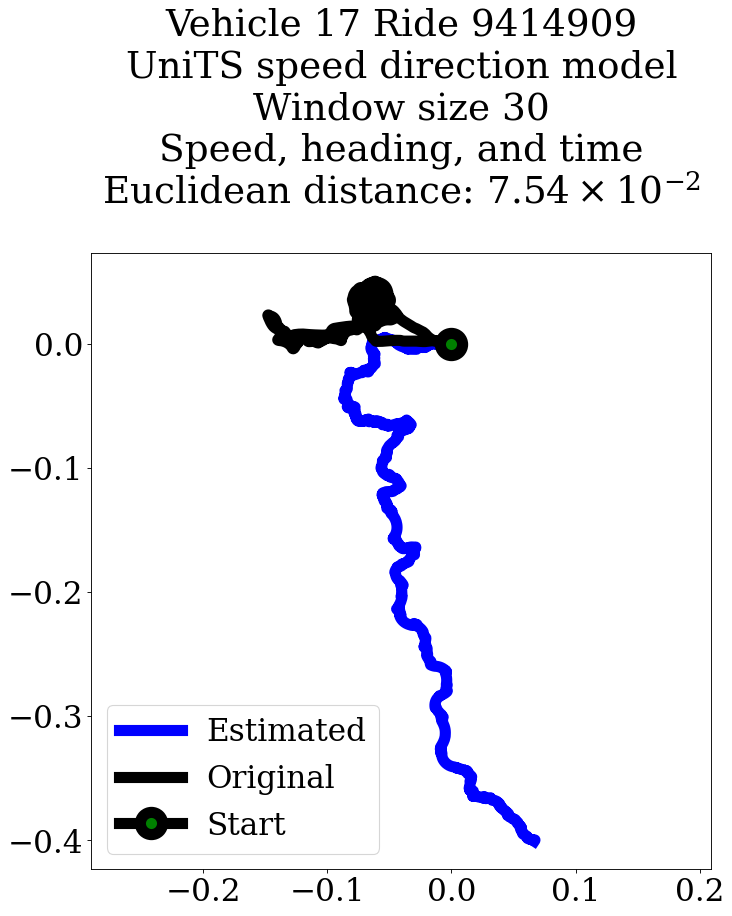 Vehicle 17 Ride 9414909
UniTS speed direction model
Window size 30
Speed, heading, and time
Euclidean distance: 7.54 × 10⁻²
0.0
−0.1
−0.2
−0.3
−0.4
Estimated
Original
Start
−0.2 −0.1 0.0 0.1 0.2